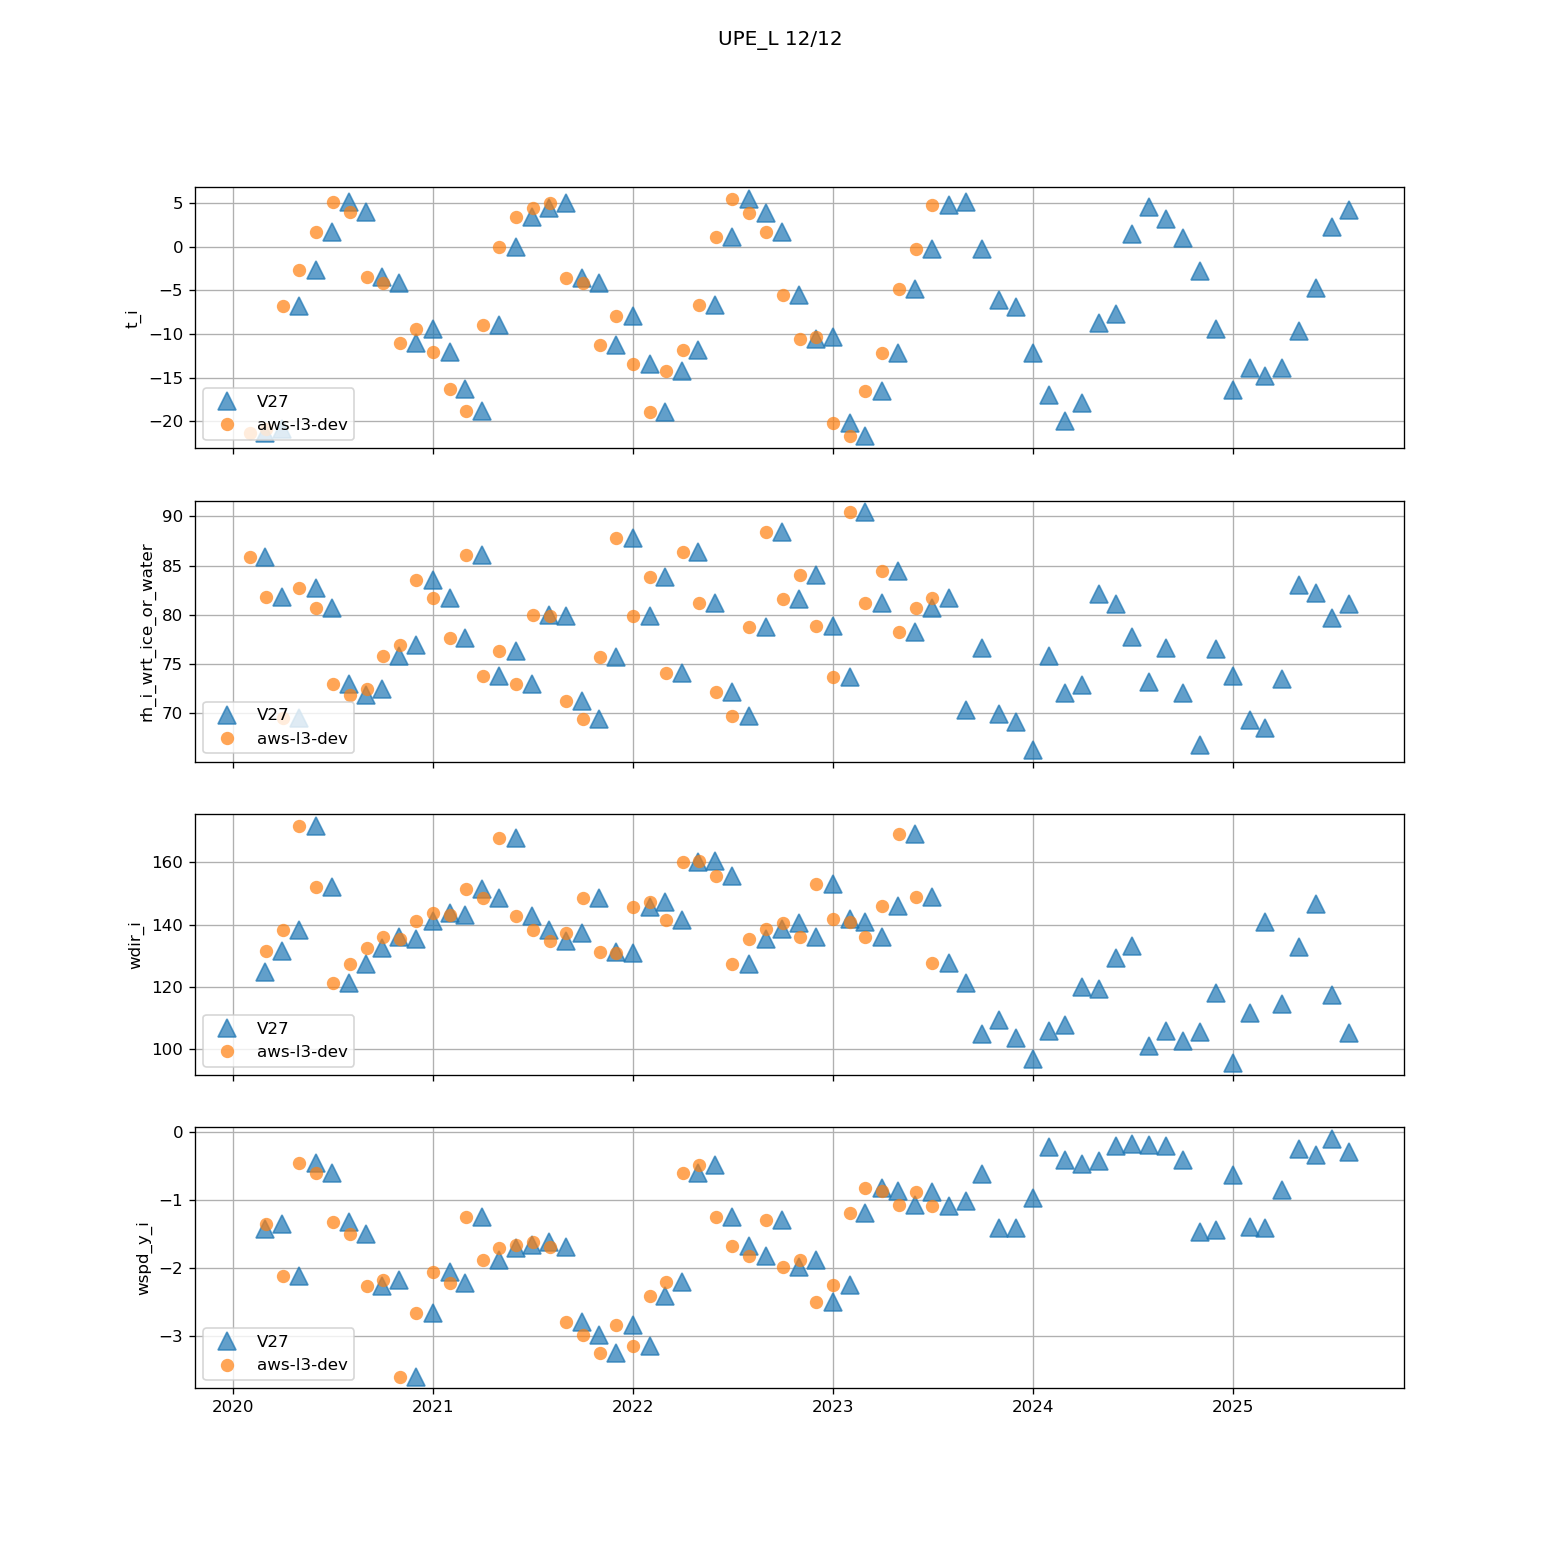 UPE_L 12/12
5
0
−5
−10
−15
−20
t_i
V27
aws-l3-dev
90
85
80
75
70
rh_i_wrt_ice_or_water
V27
aws-l3-dev
160
140
120
100
wdir_i
V27
aws-l3-dev
0
−1
−2
−3
wspd_y_i
V27
aws-l3-dev
2020 2021 2022 2023 2024 2025